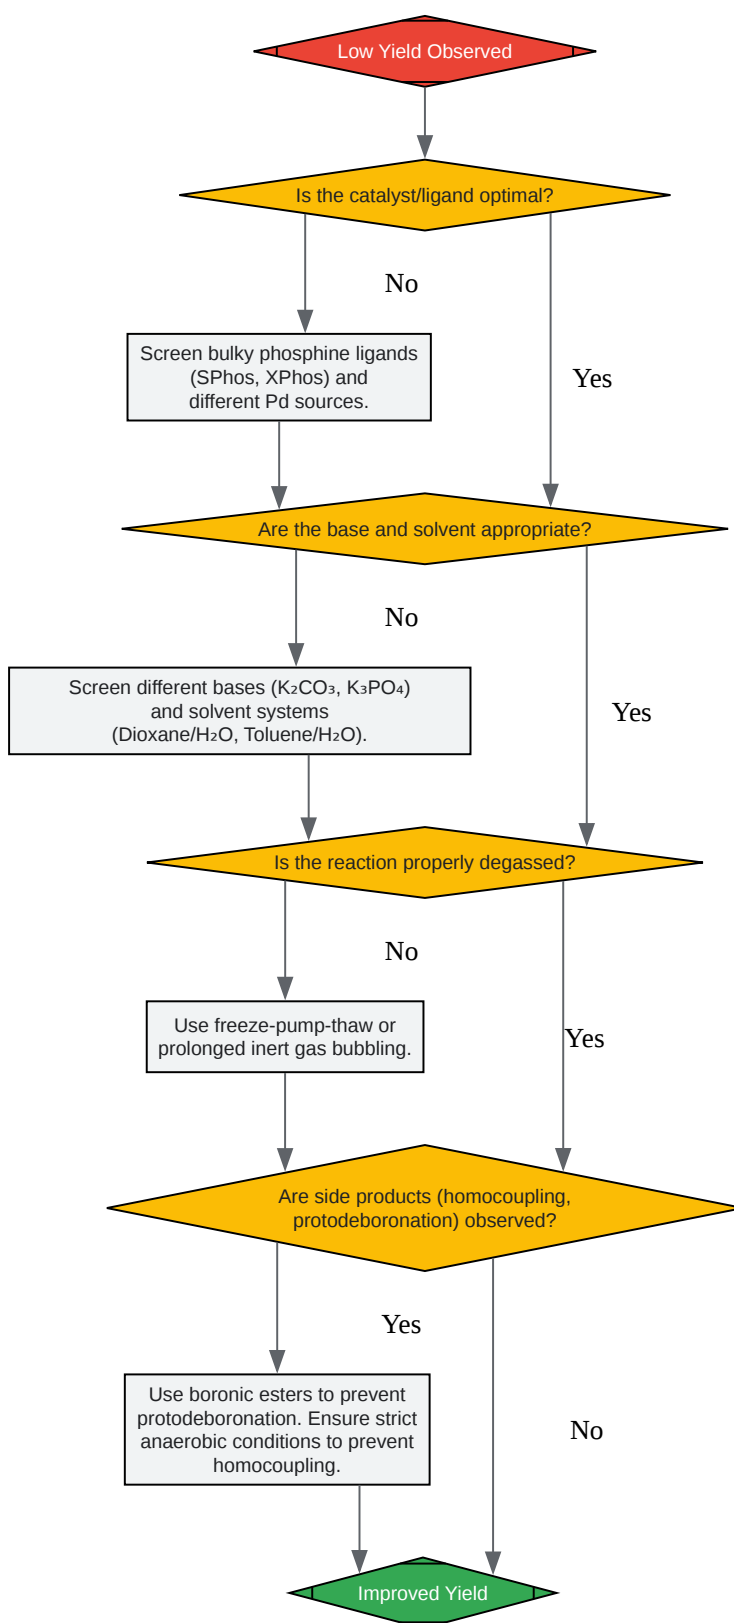 Low Yield Observed
Is the catalyst/ligand optimal?
No
Screen bulky phosphine ligands
(SPhos, XPhos) and
different Pd sources.
Yes
Are the base and solvent appropriate?
No
Screen different bases (K₂CO₃, K₃PO₄)
and solvent systems
(Dioxane/H₂O, Toluene/H₂O).
Yes
Is the reaction properly degassed?
No
Use freeze-pump-thaw or
prolonged inert gas bubbling.
Yes
Are side products (homocoupling,
protodeboronation) observed?
Yes
Use boronic esters to prevent
protodeboronation. Ensure strict
anaerobic conditions to prevent
homocoupling.
No
Improved Yield